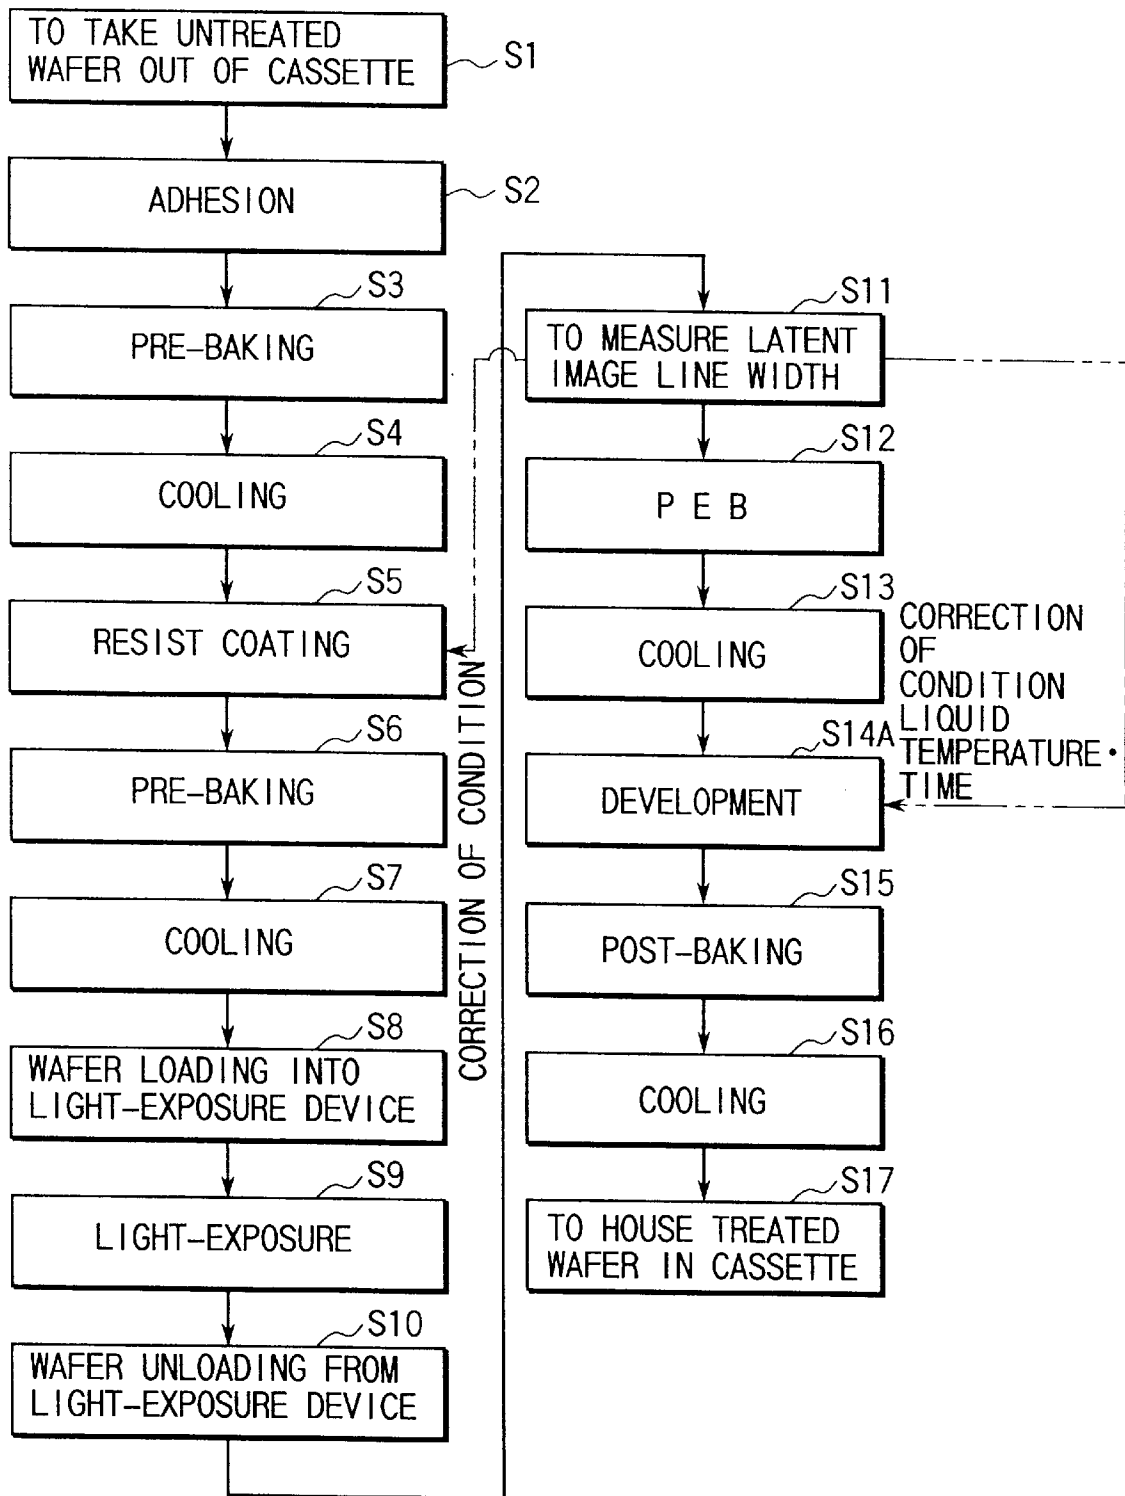 TO TAKE UNTREATED
WAFER OUT OF CASSETTE
S1
ADHESION
S2
S3
PRE-BAKING
S4
COOLING
S5
RESIST COATING
S6
PRE-BAKING
S7
COOLING
S8
WAFER LOADING INTO
LIGHT-EXPOSURE DEVICE
S9
LIGHT-EXPOSURE
S10
WAFER UNLOADING FROM
LIGHT-EXPOSURE DEVICE
CORRECTION OF CONDITION
S11
TO MEASURE LATENT
IMAGE LINE WIDTH
S12
P E B
S13
COOLING
CORRECTION
OF
CONDITION
LIQUID
TEMPERATURE·
TIME
S14A
DEVELOPMENT
S15
POST-BAKING
S16
COOLING
S17
TO HOUSE TREATED
WAFER IN CASSETTE